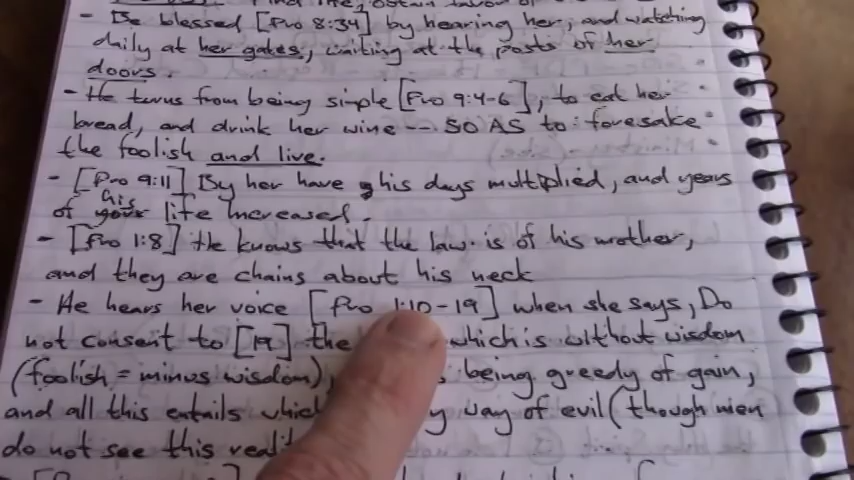 - Be blessed [Pro 8:34] by hearing her, and watching
daily at her gates, waiting at the posts of her
doors.
- He turns from being simple [Pro 9:4-6], to eat her
bread, and drink her wine -- SO AS to: foresake
the foolish and live.
- [Pro 9:11] By her have his days multiplied, and years
of his life increased.
- [Pro 1:8] He knows that the law is of his mother,
and they are chains about his neck
- He hears her voice [Pro 1:10-19] when she says, Do
not consent to [19] the which is without wisdom
(foolish = minus wisdom), being greedy of gain,
and all this entails way of evil (though men
do not see this